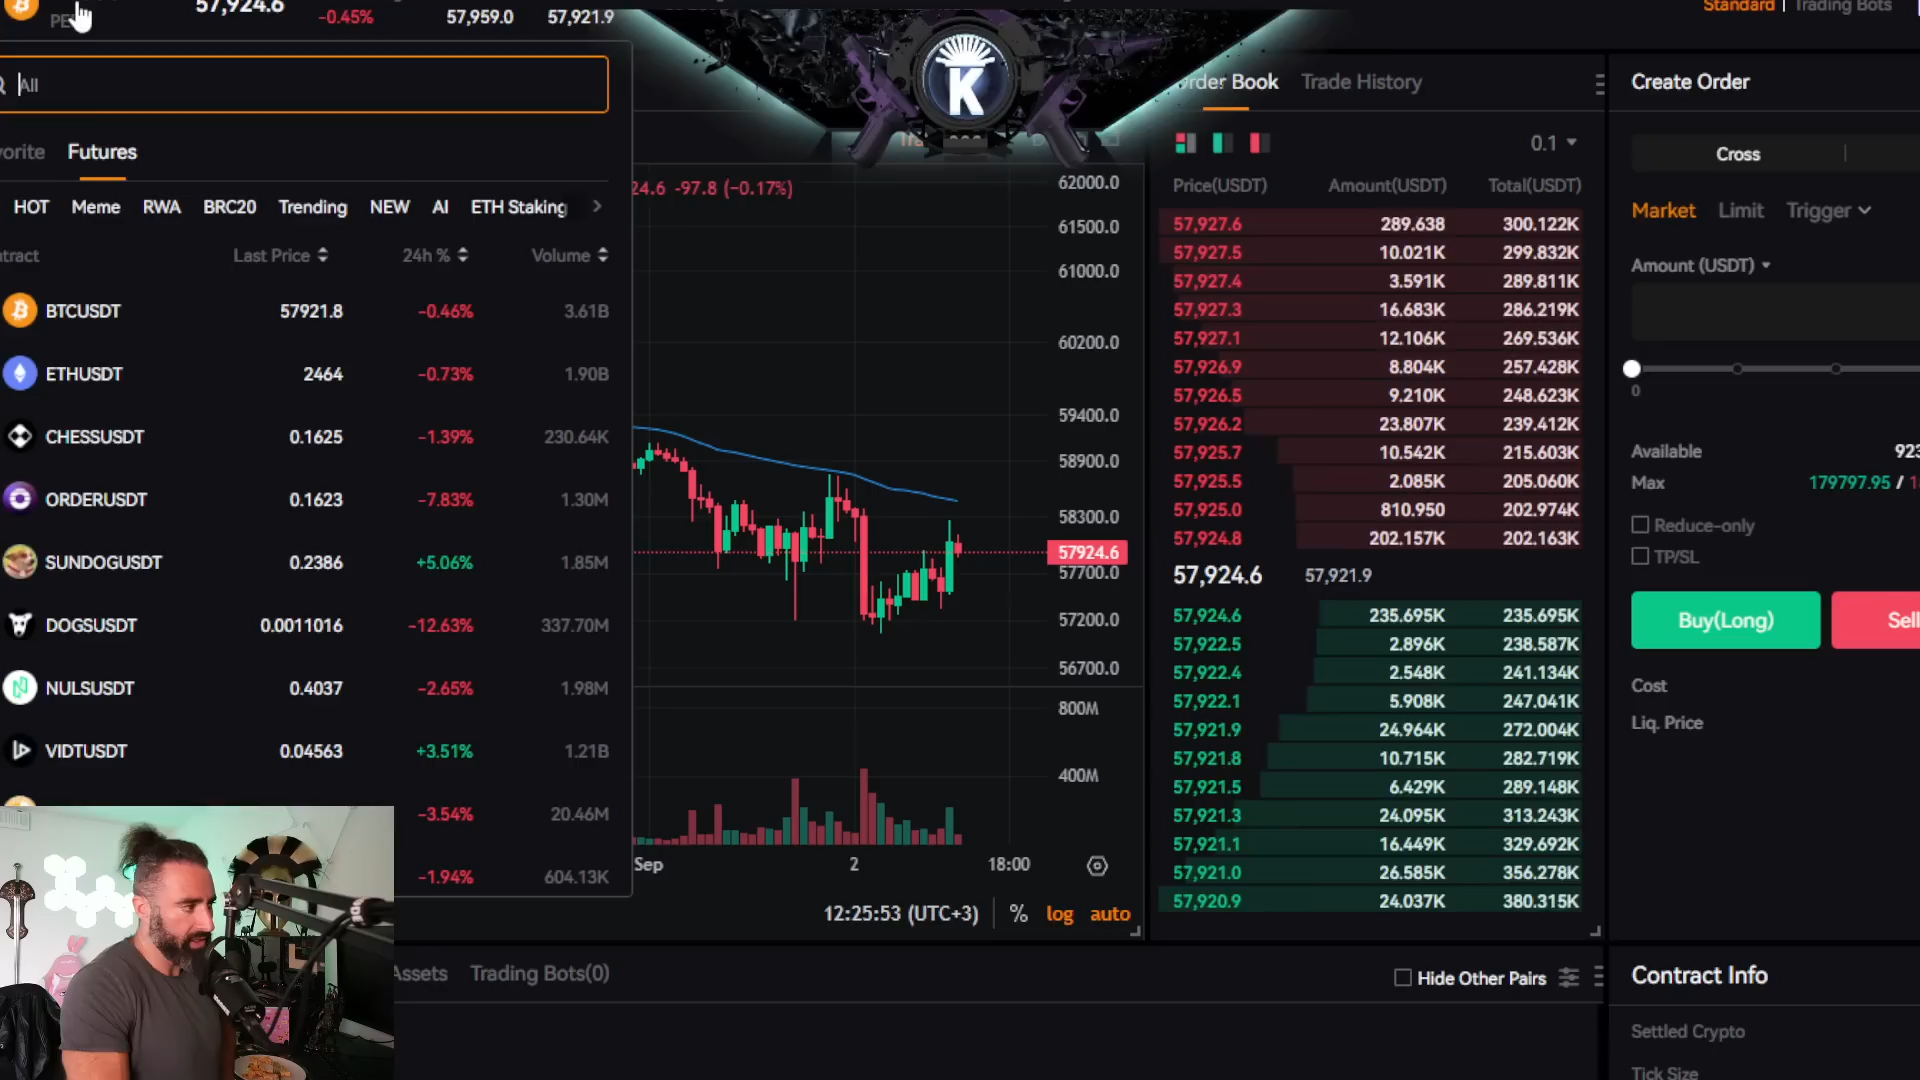 57,924.6
-0.45%
57,959.0
57,921.9
Standard | Trading Bots
All
Futures
HOT Meme RWA BRC20 Trending NEW AI ETH Staking
Last Price 24h % Volume
BTCUSDT 57921.8 -0.46% 3.61B
ETHUSDT 2464 -0.73% 1.90B
CHESSUSDT 0.1625 -1.39% 230.64K
ORDERUSDT 0.1623 -7.83% 1.30M
SUNDOGUSDT 0.2386 +5.06% 1.85M
DOGSUSDT 0.0011016 -12.63% 337.70M
NULSUSDT 0.4037 -2.65% 1.98M
VIDTUSDT 0.04563 +3.51% 1.21B
-3.54% 20.46M
-1.94% 604.13K
K
24.6 -97.8 (-0.17%)
62000.0
61500.0
61000.0
60200.0
59400.0
58900.0
58300.0
57924.6
57700.0
57200.0
56700.0
800M
400M
Sep 2 18:00
12:25:53 (UTC+3) % log auto
Assets Trading Bots(0)
Hide Other Pairs
Order Book Trade History
0.1
Price(USDT) Amount(USDT) Total(USDT)
57,927.6 289.638 300.122K
57,927.5 10.021K 299.832K
57,927.4 3.591K 289.811K
57,927.3 16.683K 286.219K
57,927.1 12.106K 269.536K
57,926.9 8.804K 257.428K
57,926.5 9.210K 248.623K
57,926.2 23.807K 239.412K
57,925.7 10.542K 215.603K
57,925.5 2.085K 205.060K
57,925.0 810.950 202.974K
57,924.8 202.157K 202.163K
57,924.6 57,921.9
57,924.6 235.695K 235.695K
57,922.5 2.896K 238.587K
57,922.4 2.548K 241.134K
57,922.1 5.908K 247.041K
57,921.9 24.964K 272.004K
57,921.8 10.715K 282.719K
57,921.5 6.429K 289.148K
57,921.3 24.095K 313.243K
57,921.1 16.449K 329.692K
57,921.0 26.585K 356.278K
57,920.9 24.037K 380.315K
Create Order
Cross
Market Limit Trigger
Amount (USDT)
0
Available 923
Max 179797.95 / 1
Reduce-only
TP/SL
Buy(Long) Sell
Cost
Liq. Price
Contract Info
Settled Crypto
Tick Size